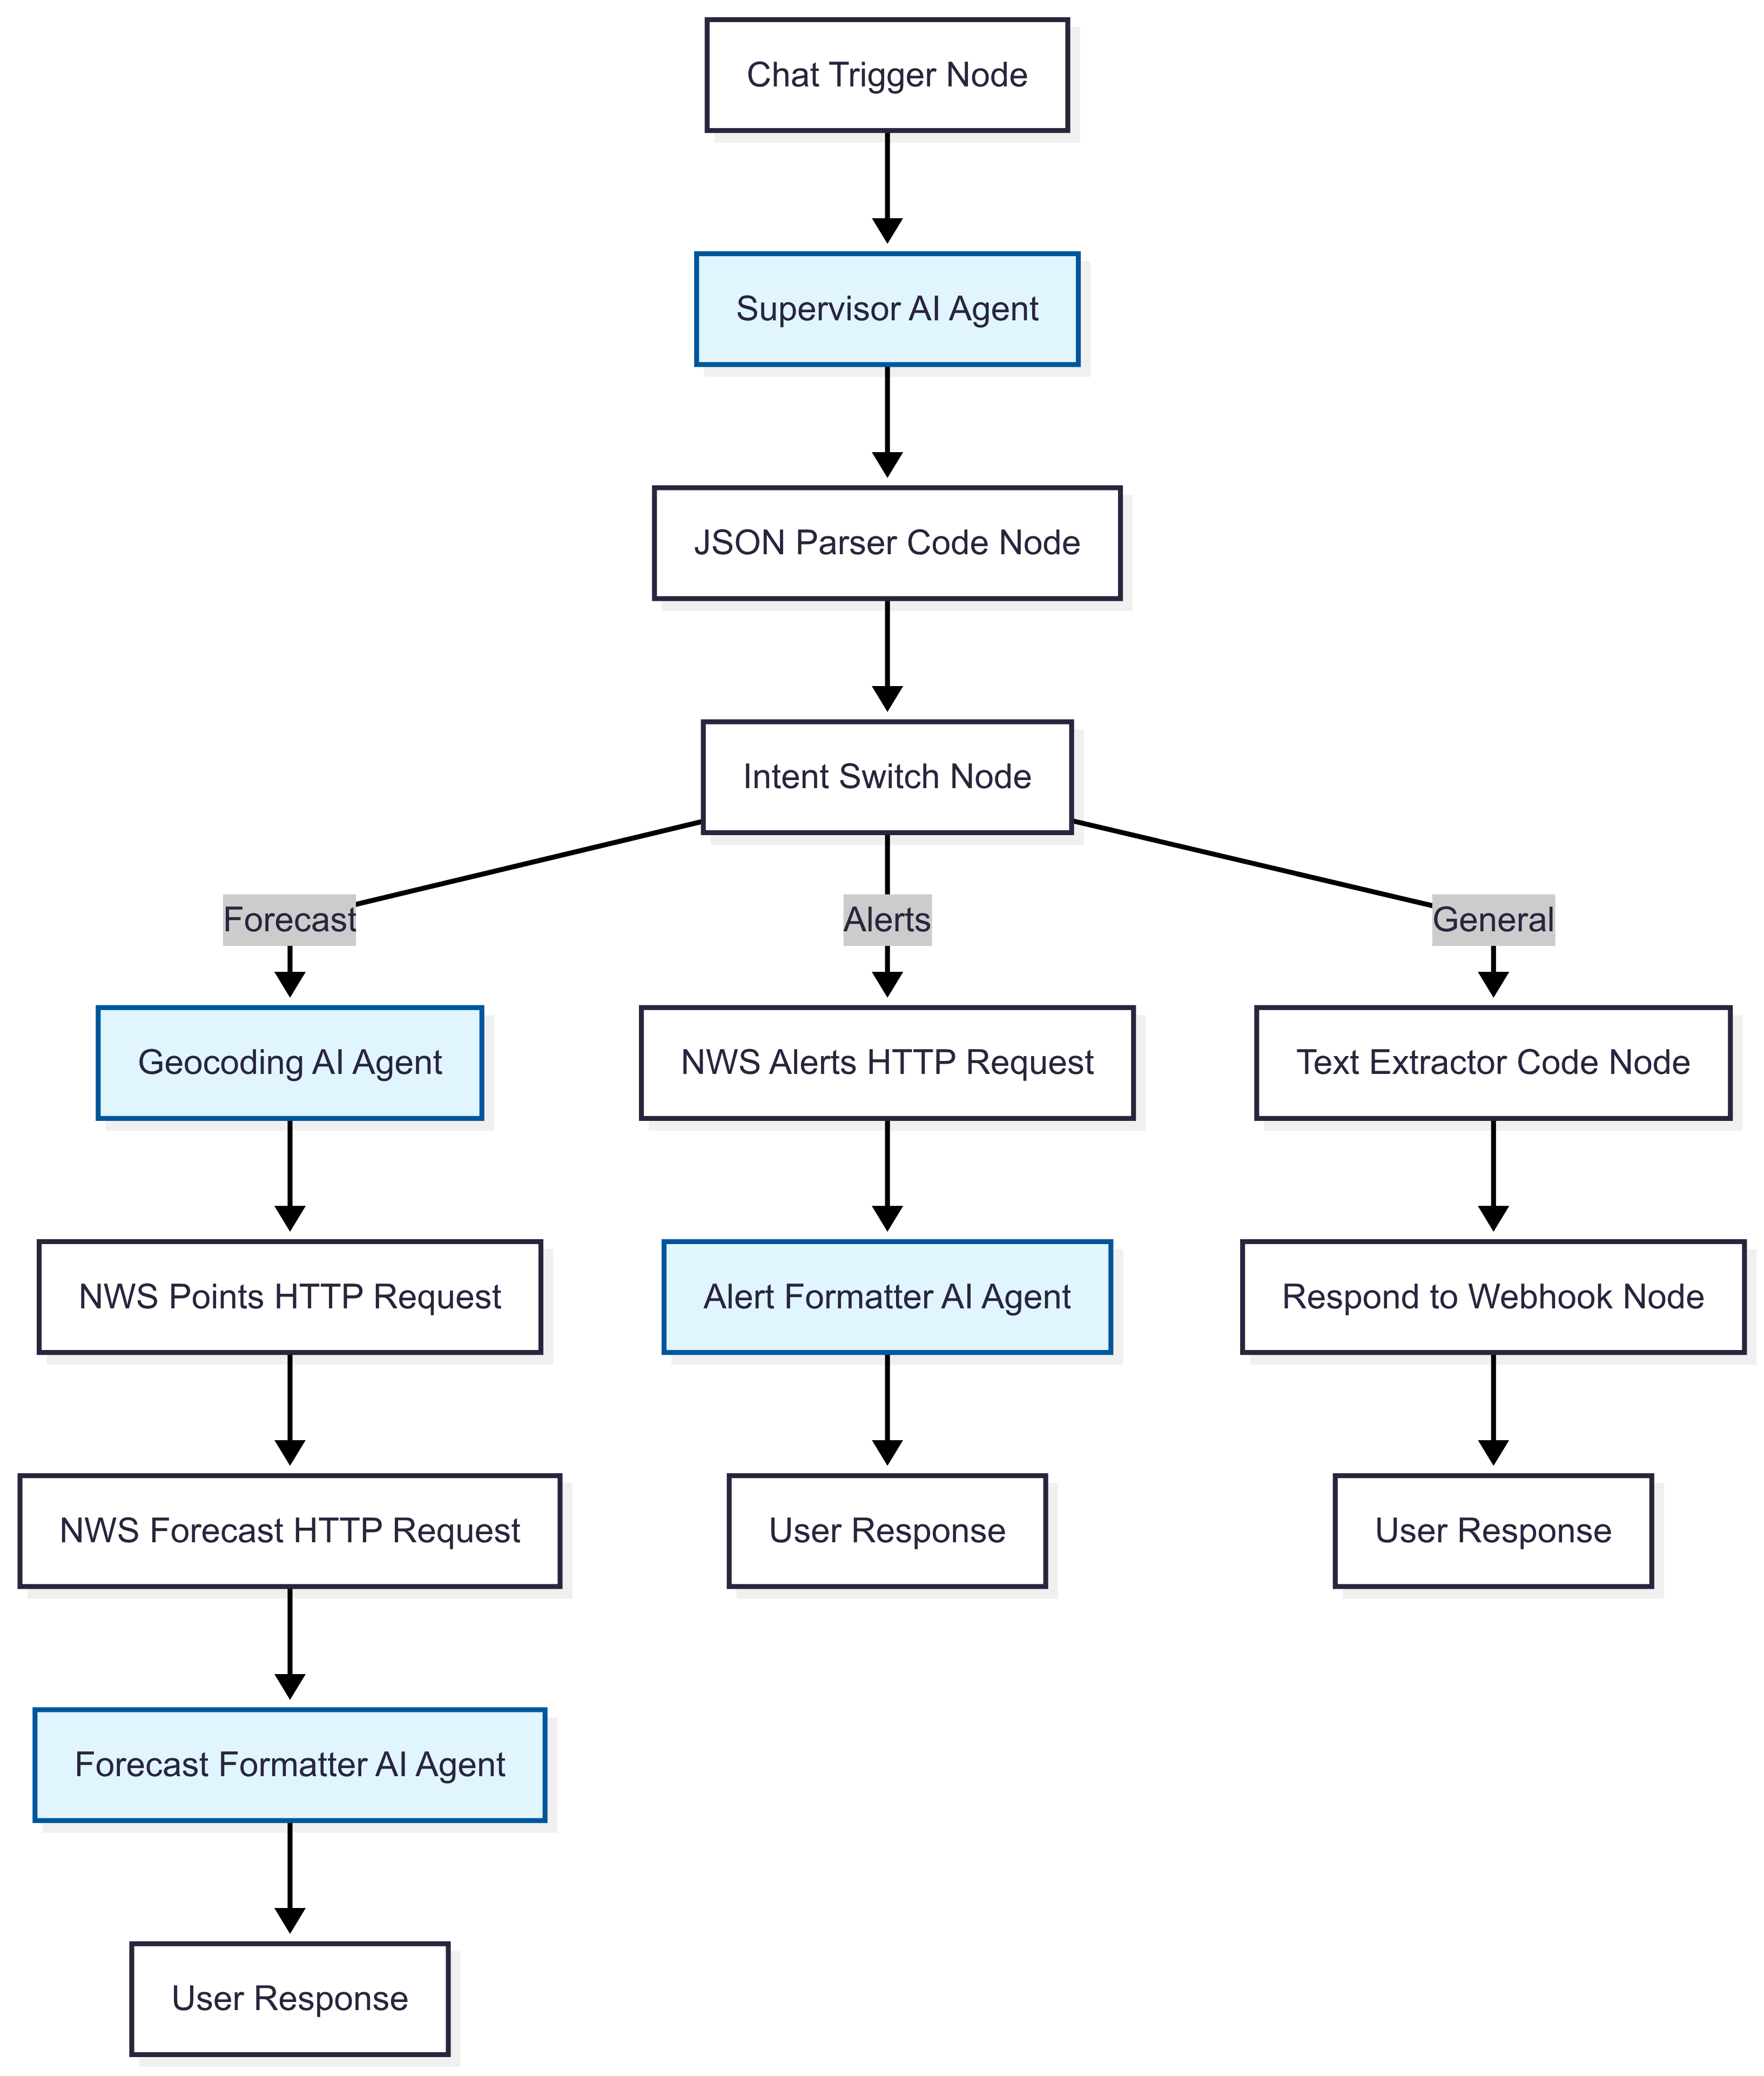 Chat Trigger Node
Supervisor AI Agent
JSON Parser Code Node
Intent Switch Node
Forecast
Alerts
General
Geocoding AI Agent
NWS Alerts HTTP Request
Text Extractor Code Node
NWS Points HTTP Request
Alert Formatter AI Agent
Respond to Webhook Node
NWS Forecast HTTP Request
User Response
User Response
Forecast Formatter AI Agent
User Response